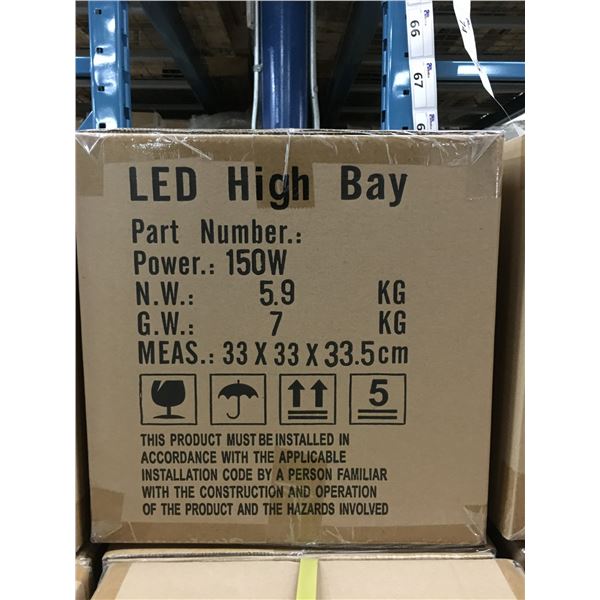 66
67
LED High Bay
Part Number.:
Power.: 150W
N.W.: 5.9 KG
G.W.: 7 KG
MEAS.: 33 X 33 X 33.5cm
5
THIS PRODUCT MUST BE INSTALLED IN
ACCORDANCE WITH THE APPLICABLE
INSTALLATION CODE BY A PERSON FAMILIAR
WITH THE CONSTRUCTION AND OPERATION
OF THE PRODUCT AND THE HAZARDS INVOLVED